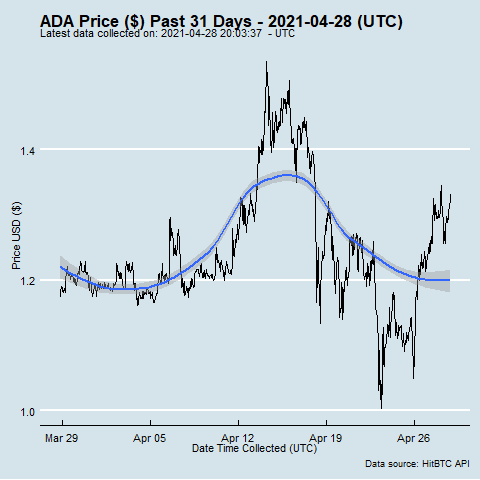 ADA Price ($) Past 31 Days - 2021-04-28 (UTC)
Latest data collected on: 2021-04-28 20:03:37  - UTC
Price USD ($)
1.4
1.2
1.0
Mar 29 Apr 05 Apr 12 Apr 19 Apr 26
Date Time Collected (UTC)
Data source: HitBTC API